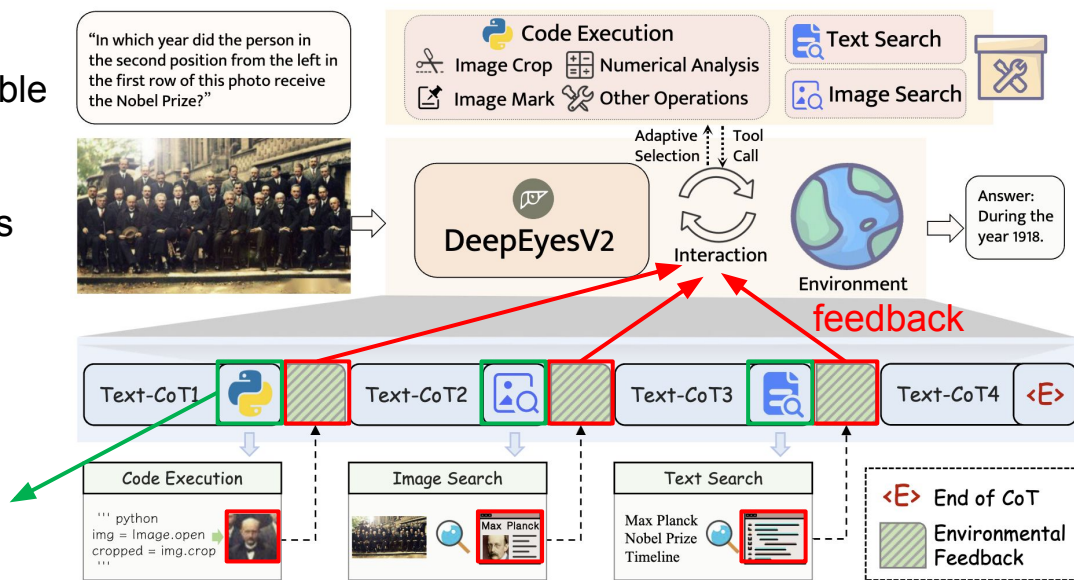 “In which year did the person in
the second position from the left in
the first row of this photo receive
the Nobel Prize?”
ble
s
Code Execution
Image Crop
Numerical Analysis
Image Mark
Other Operations
Text Search
Image Search
Adaptive
Selection
Tool
Call
DeepEyesV2
Interaction
Environment
Answer:
During the
year 1918.
feedback
Text-CoT1
Text-CoT2
Text-CoT3
Text-CoT4
<E>
Code Execution
''' python
img = Image.open
cropped = img.crop
'''
Image Search
Max Planck
Text Search
Max Planck
Nobel Prize
Timeline
<E> End of CoT
Environmental
Feedback